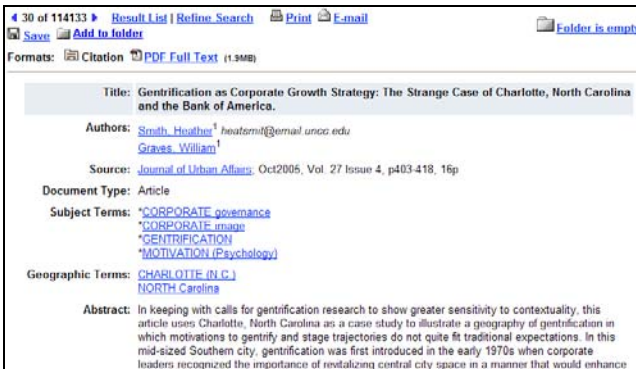 30 of 114133 Result List | Refine Search Print E-mail
Save Add to folder Folder is empty
Formats: Citation PDF Full Text (1.9MB)
Title: Gentrification as Corporate Growth Strategy: The Strange Case of Charlotte, North Carolina
and the Bank of America.
Authors: Smith, Heather1 heatsmit@email.uncc.edu
Graves, William1
Source: Journal of Urban Affairs; Oct2005, Vol. 27 Issue 4, p403-418, 16p
Document Type: Article
Subject Terms: *CORPORATE governance
*CORPORATE image
*GENTRIFICATION
*MOTIVATION (Psychology)
Geographic Terms: CHARLOTTE (N.C.)
NORTH Carolina
Abstract: In keeping with calls for gentrification research to show greater sensitivity to contextuality, this
article uses Charlotte, North Carolina as a case study to illustrate a geography of gentrification in
which motivations to gentrify and stage trajectories do not quite fit traditional expectations. In this
mid-sized Southern city, gentrification was first introduced in the early 1970s when corporate
leaders recognized the importance of revitalizing central city space in a manner that would enhance